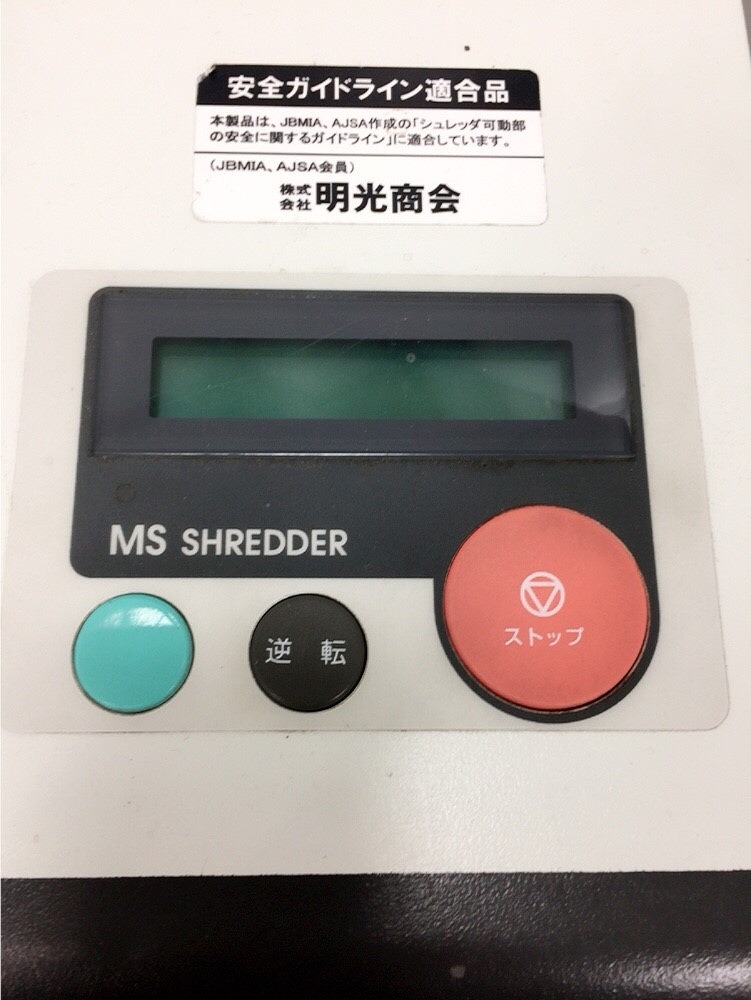 安全ガイドライン適合品
本製品は、JBMIA、AJSA作成の「シュレッダ可動部
の安全に関するガイドライン」に適合しています。
(JBMIA、AJSA会員)
株式
会社 明光商会
MS SHREDDER
逆 転
ストップ